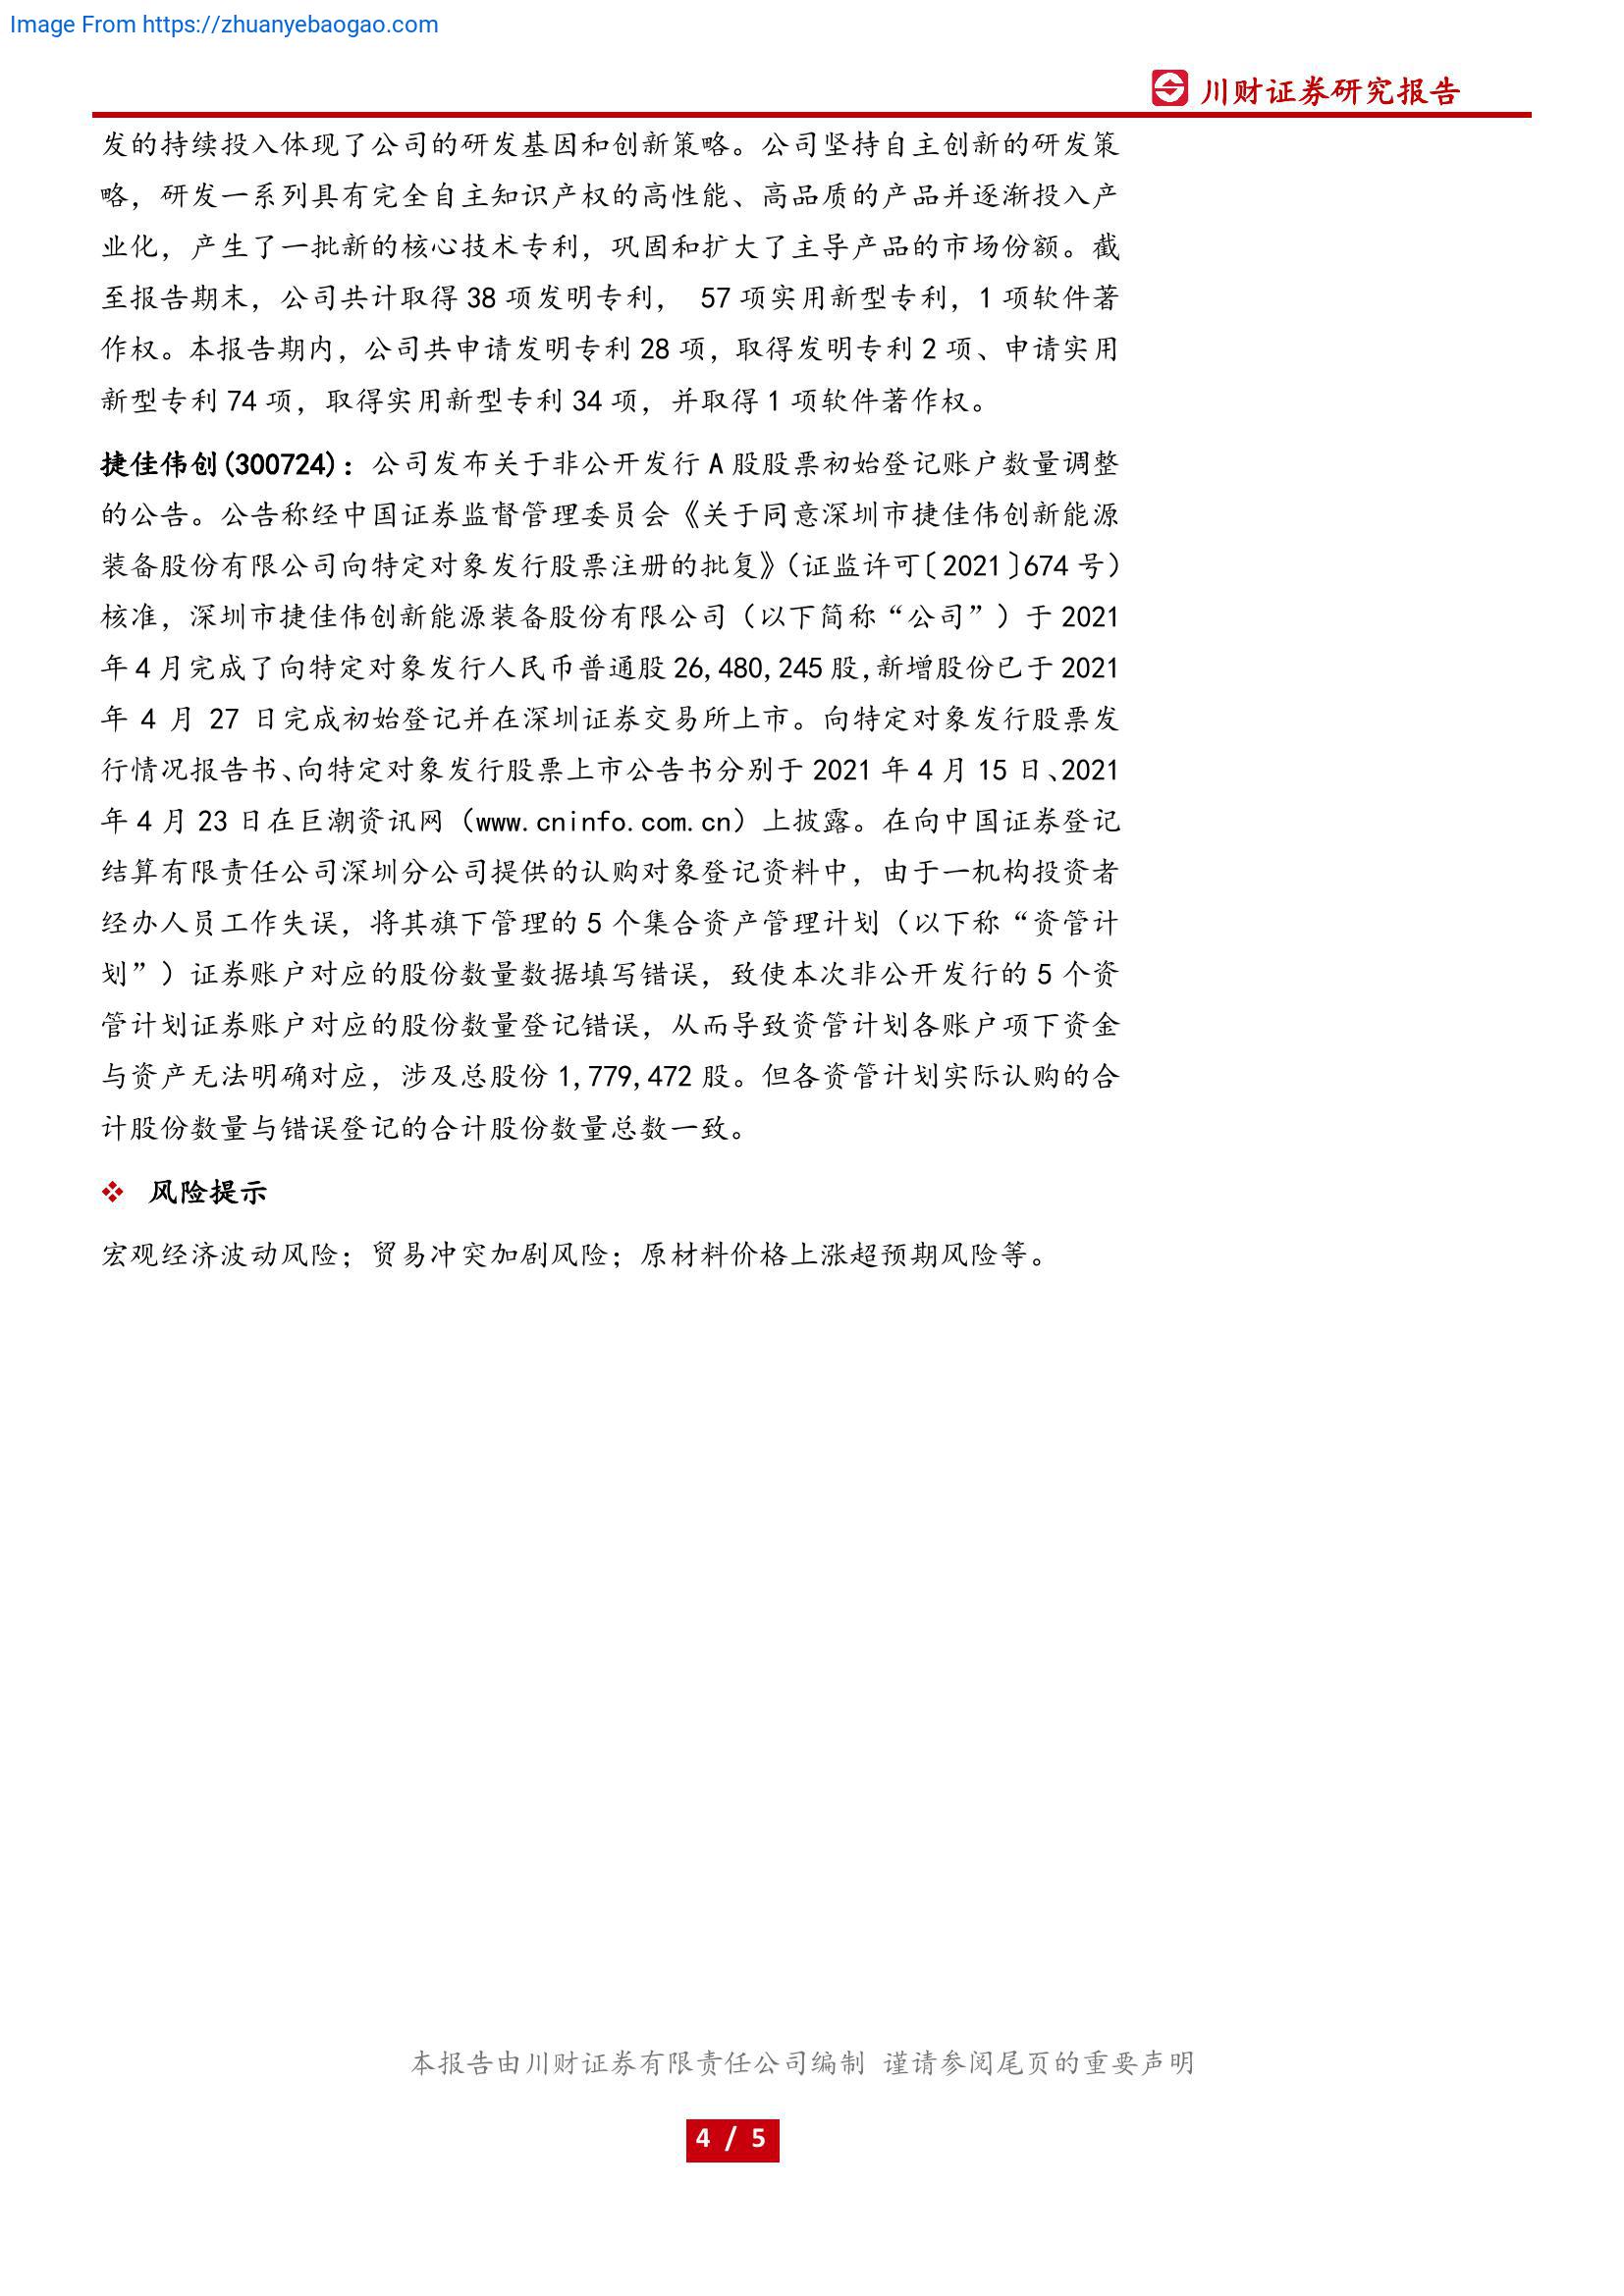 Image From https://zhuanyebaogao.com
川财证券研究报告
发的持续投入体现了公司的研发基因和创新策略。公司坚持自主创新的研发策
略，研发一系列具有完全自主知识产权的高性能、高品质的产品并逐渐投入产
业化，产生了一批新的核心技术专利，巩固和扩大了主导产品的市场份额。截
至报告期末，公司共计取得 38 项发明专利， 57 项实用新型专利，1 项软件著
作权。本报告期内，公司共申请发明专利 28 项，取得发明专利 2 项、申请实用
新型专利 74 项，取得实用新型专利 34 项，并取得 1 项软件著作权。
捷佳伟创(300724)：公司发布关于非公开发行 A 股股票初始登记账户数量调整
的公告。公告称经中国证券监督管理委员会《关于同意深圳市捷佳伟创新能源
装备股份有限公司向特定对象发行股票注册的批复》（证监许可〔2021〕674 号）
核准，深圳市捷佳伟创新能源装备股份有限公司（以下简称“公司”）于 2021
年 4 月完成了向特定对象发行人民币普通股 26,480,245 股,新增股份已于 2021
年 4 月 27 日完成初始登记并在深圳证券交易所上市。向特定对象发行股票发
行情况报告书、向特定对象发行股票上市公告书分别于 2021 年 4 月 15 日、2021
年 4 月 23 日在巨潮资讯网（www.cninfo.com.cn）上披露。在向中国证券登记
结算有限责任公司深圳分公司提供的认购对象登记资料中，由于一机构投资者
经办人员工作失误，将其旗下管理的 5 个集合资产管理计划（以下称“资管计
划”）证券账户对应的股份数量数据填写错误，致使本次非公开发行的 5 个资
管计划证券账户对应的股份数量登记错误，从而导致资管计划各账户项下资金
与资产无法明确对应，涉及总股份 1,779,472 股。但各资管计划实际认购的合
计股份数量与错误登记的合计股份数量总数一致。
❖ 风险提示
宏观经济波动风险；贸易冲突加剧风险；原材料价格上涨超预期风险等。
本报告由川财证券有限责任公司编制 谨请参阅尾页的重要声明
4 / 5